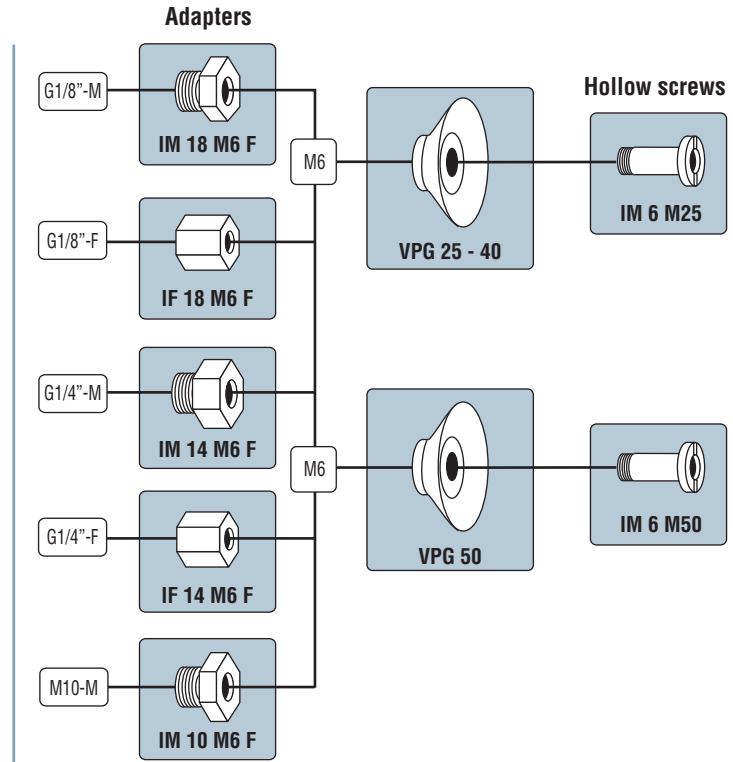 Adapters
G1/8”-M
IM 18 M6 F
M6
VPG 25 - 40
Hollow screws
IM 6 M25
G1/8”-F
IF 18 M6 F
G1/4”-M
IM 14 M6 F
M6
VPG 50
IM 6 M50
G1/4”-F
IF 14 M6 F
M10-M
IM 10 M6 F